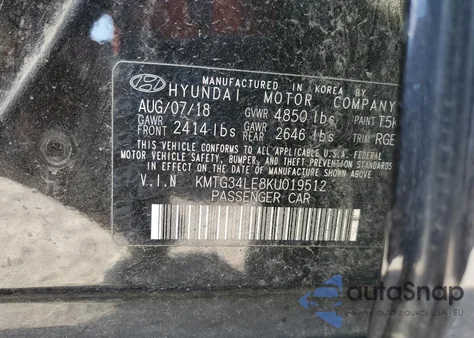 MANUFACTURED IN KOREA BY
HYUNDAI MOTOR COMPANY
AUG/07/18 GVWR 4850 lbs PAINT T5K
GAWR FRONT 2414 lbs GAWR 2646 lbs TRIM RGE
THIS VEHICLE CONFORMS TO ALL APPLICABLE U.S.A. FEDERAL
MOTOR VEHICLE SAFETY, BUMPER, AND THEFT PREVENTION STANDARDS
IN EFFECT ON THE DATE OF MANUFACTURE SHOWN ABOVE.
V.I.N KMTG34LE8KU019512
PASSENGER CAR
autoSnap